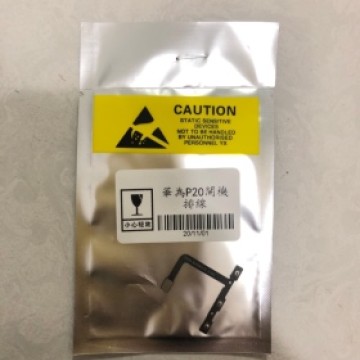 CAUTION
STATIC SENSITIVE
DEVICES
NOT TO BE HANDLED
BY UNAUTHORISED
PERSONNEL YX
華為P20開機
排線
小心輕放
20/11/01